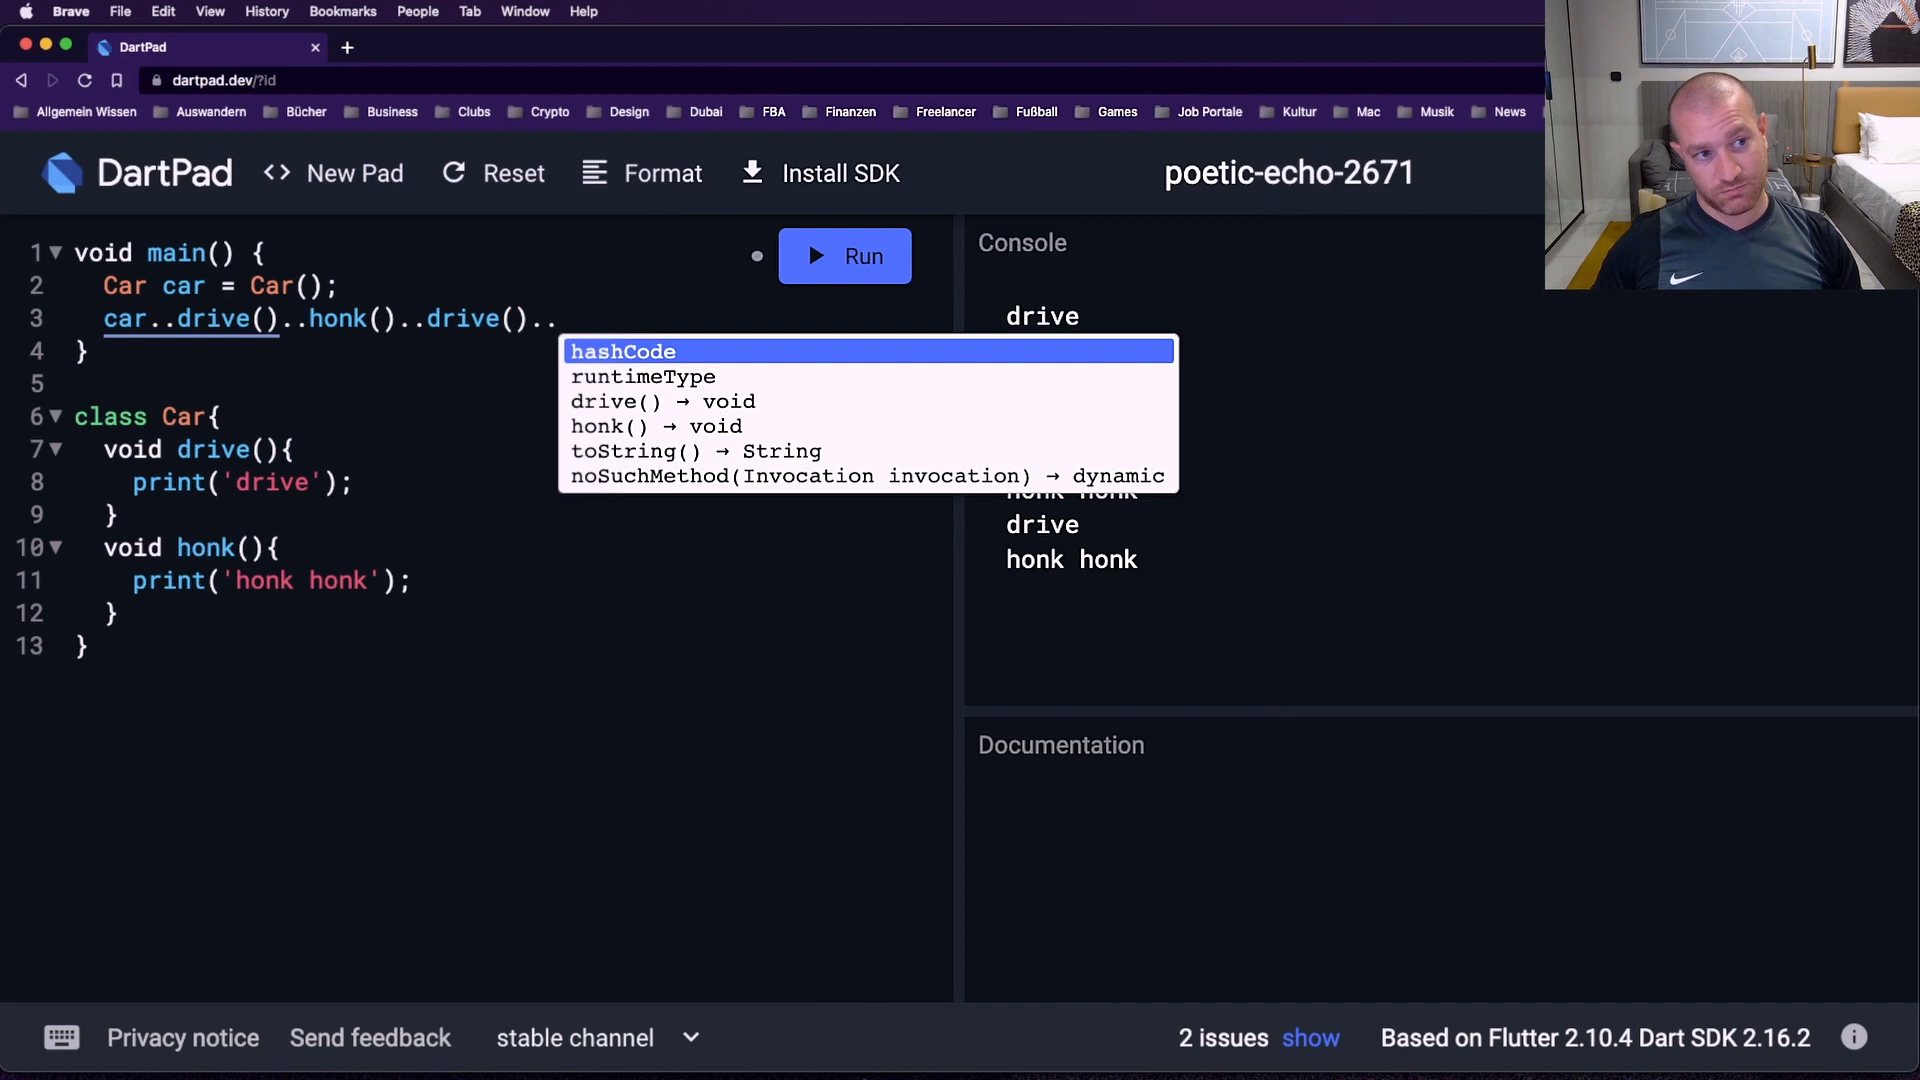 Brave File Edit View History Bookmarks People Tab Window Help
DartPad
dartpad.dev/?id
Allgemein Wissen Auswandern Bücher Business Clubs Crypto Design Dubai FBA Finanzen Freelancer Fußball Games Job Portale Kultur Mac Musik News
DartPad <> New Pad Reset Format Install SDK poetic-echo-2671
Run
1 void main() {
2 Car car = Car();
3 car..drive()..honk()..drive()..
4 }
5
6 class Car{
7 void drive(){
8 print('drive');
9 }
10 void honk(){
11 print('honk honk');
12 }
13 }
hashCode
runtimeType
drive() → void
honk() → void
toString() → String
noSuchMethod(Invocation invocation) → dynamic
Console
drive
honk honk
drive
honk honk
Documentation
Privacy notice Send feedback stable channel 2 issues show Based on Flutter 2.10.4 Dart SDK 2.16.2